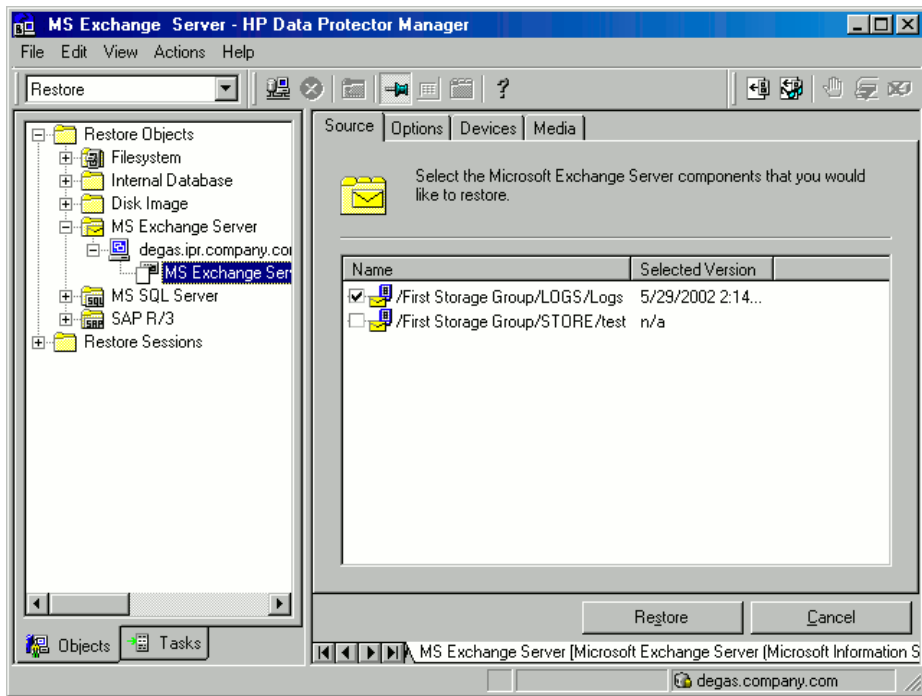 MS Exchange Server - HP Data Protector Manager
File Edit View Actions Help
Restore
Restore Objects
Filesystem
Internal Database
Disk Image
MS Exchange Server
degas.ipr.company.co
MS Exchange Ser
MS SQL Server
SAP R/3
Restore Sessions
Objects Tasks
Source Options Devices Media
Select the Microsoft Exchange Server components that you would
like to restore.
Name Selected Version
/First Storage Group/LOGS/Logs 5/29/2002 2:14...
/First Storage Group/STORE/test n/a
Restore Cancel
MS Exchange Server [Microsoft Exchange Server (Microsoft Information S
degas.company.com